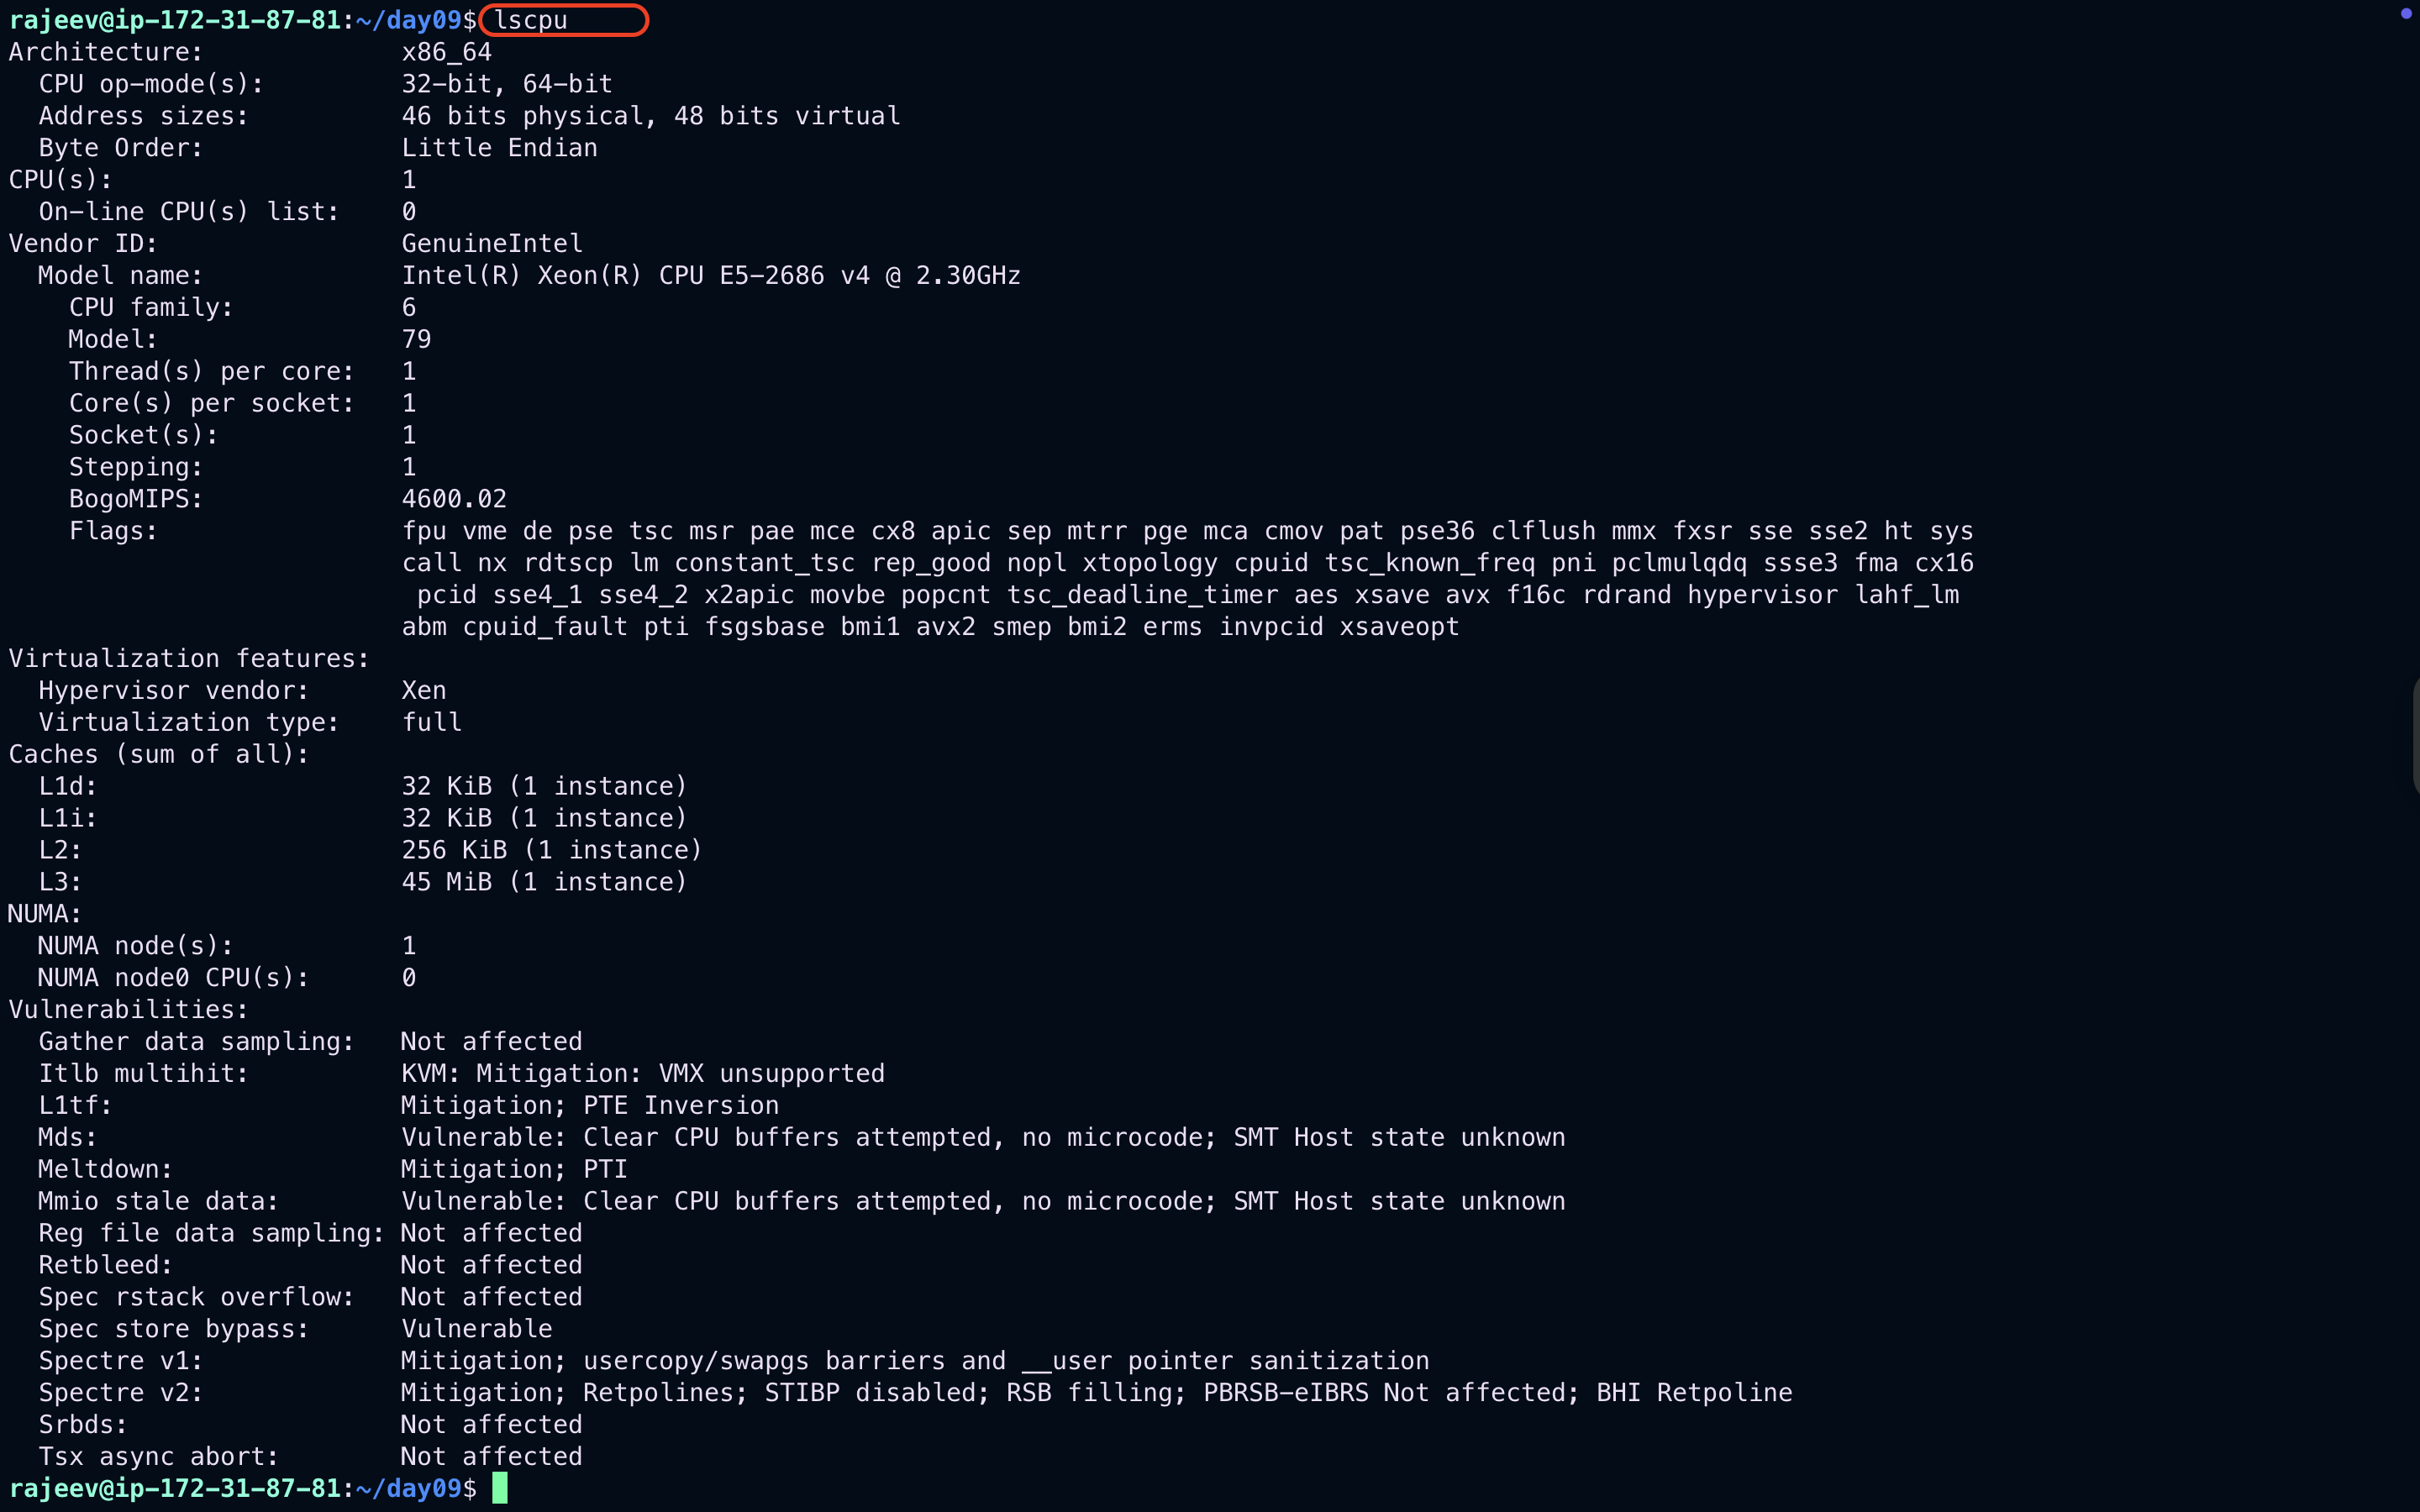 rajeev@ip-172-31-87-81:~/day09$ lscpu
Architecture:             x86_64
  CPU op-mode(s):         32-bit, 64-bit
  Address sizes:          46 bits physical, 48 bits virtual
  Byte Order:             Little Endian
CPU(s):                   1
  On-line CPU(s) list:    0
Vendor ID:                GenuineIntel
  Model name:             Intel(R) Xeon(R) CPU E5-2686 v4 @ 2.30GHz
    CPU family:           6
    Model:                79
    Thread(s) per core:   1
    Core(s) per socket:   1
    Socket(s):            1
    Stepping:             1
    BogoMIPS:             4600.02
    Flags:                fpu vme de pse tsc msr pae mce cx8 apic sep mtrr pge mca cmov pat pse36 clflush mmx fxsr sse sse2 ht sys
                          call nx rdtscp lm constant_tsc rep_good nopl xtopology cpuid tsc_known_freq pni pclmulqdq ssse3 fma cx16
                           pcid sse4_1 sse4_2 x2apic movbe popcnt tsc_deadline_timer aes xsave avx f16c rdrand hypervisor lahf_lm
                          abm cpuid_fault pti fsgsbase bmi1 avx2 smep bmi2 erms invpcid xsaveopt
Virtualization features:
  Hypervisor vendor:      Xen
  Virtualization type:    full
Caches (sum of all):
  L1d:                    32 KiB (1 instance)
  L1i:                    32 KiB (1 instance)
  L2:                     256 KiB (1 instance)
  L3:                     45 MiB (1 instance)
NUMA:
  NUMA node(s):           1
  NUMA node0 CPU(s):      0
Vulnerabilities:
  Gather data sampling:   Not affected
  Itlb multihit:          KVM: Mitigation: VMX unsupported
  L1tf:                   Mitigation; PTE Inversion
  Mds:                    Vulnerable: Clear CPU buffers attempted, no microcode; SMT Host state unknown
  Meltdown:               Mitigation; PTI
  Mmio stale data:        Vulnerable: Clear CPU buffers attempted, no microcode; SMT Host state unknown
  Reg file data sampling: Not affected
  Retbleed:               Not affected
  Spec rstack overflow:   Not affected
  Spec store bypass:      Vulnerable
  Spectre v1:             Mitigation; usercopy/swapgs barriers and __user pointer sanitization
  Spectre v2:             Mitigation; Retpolines; STIBP disabled; RSB filling; PBRSB-eIBRS Not affected; BHI Retpoline
  Srbds:                  Not affected
  Tsx async abort:        Not affected
rajeev@ip-172-31-87-81:~/day09$